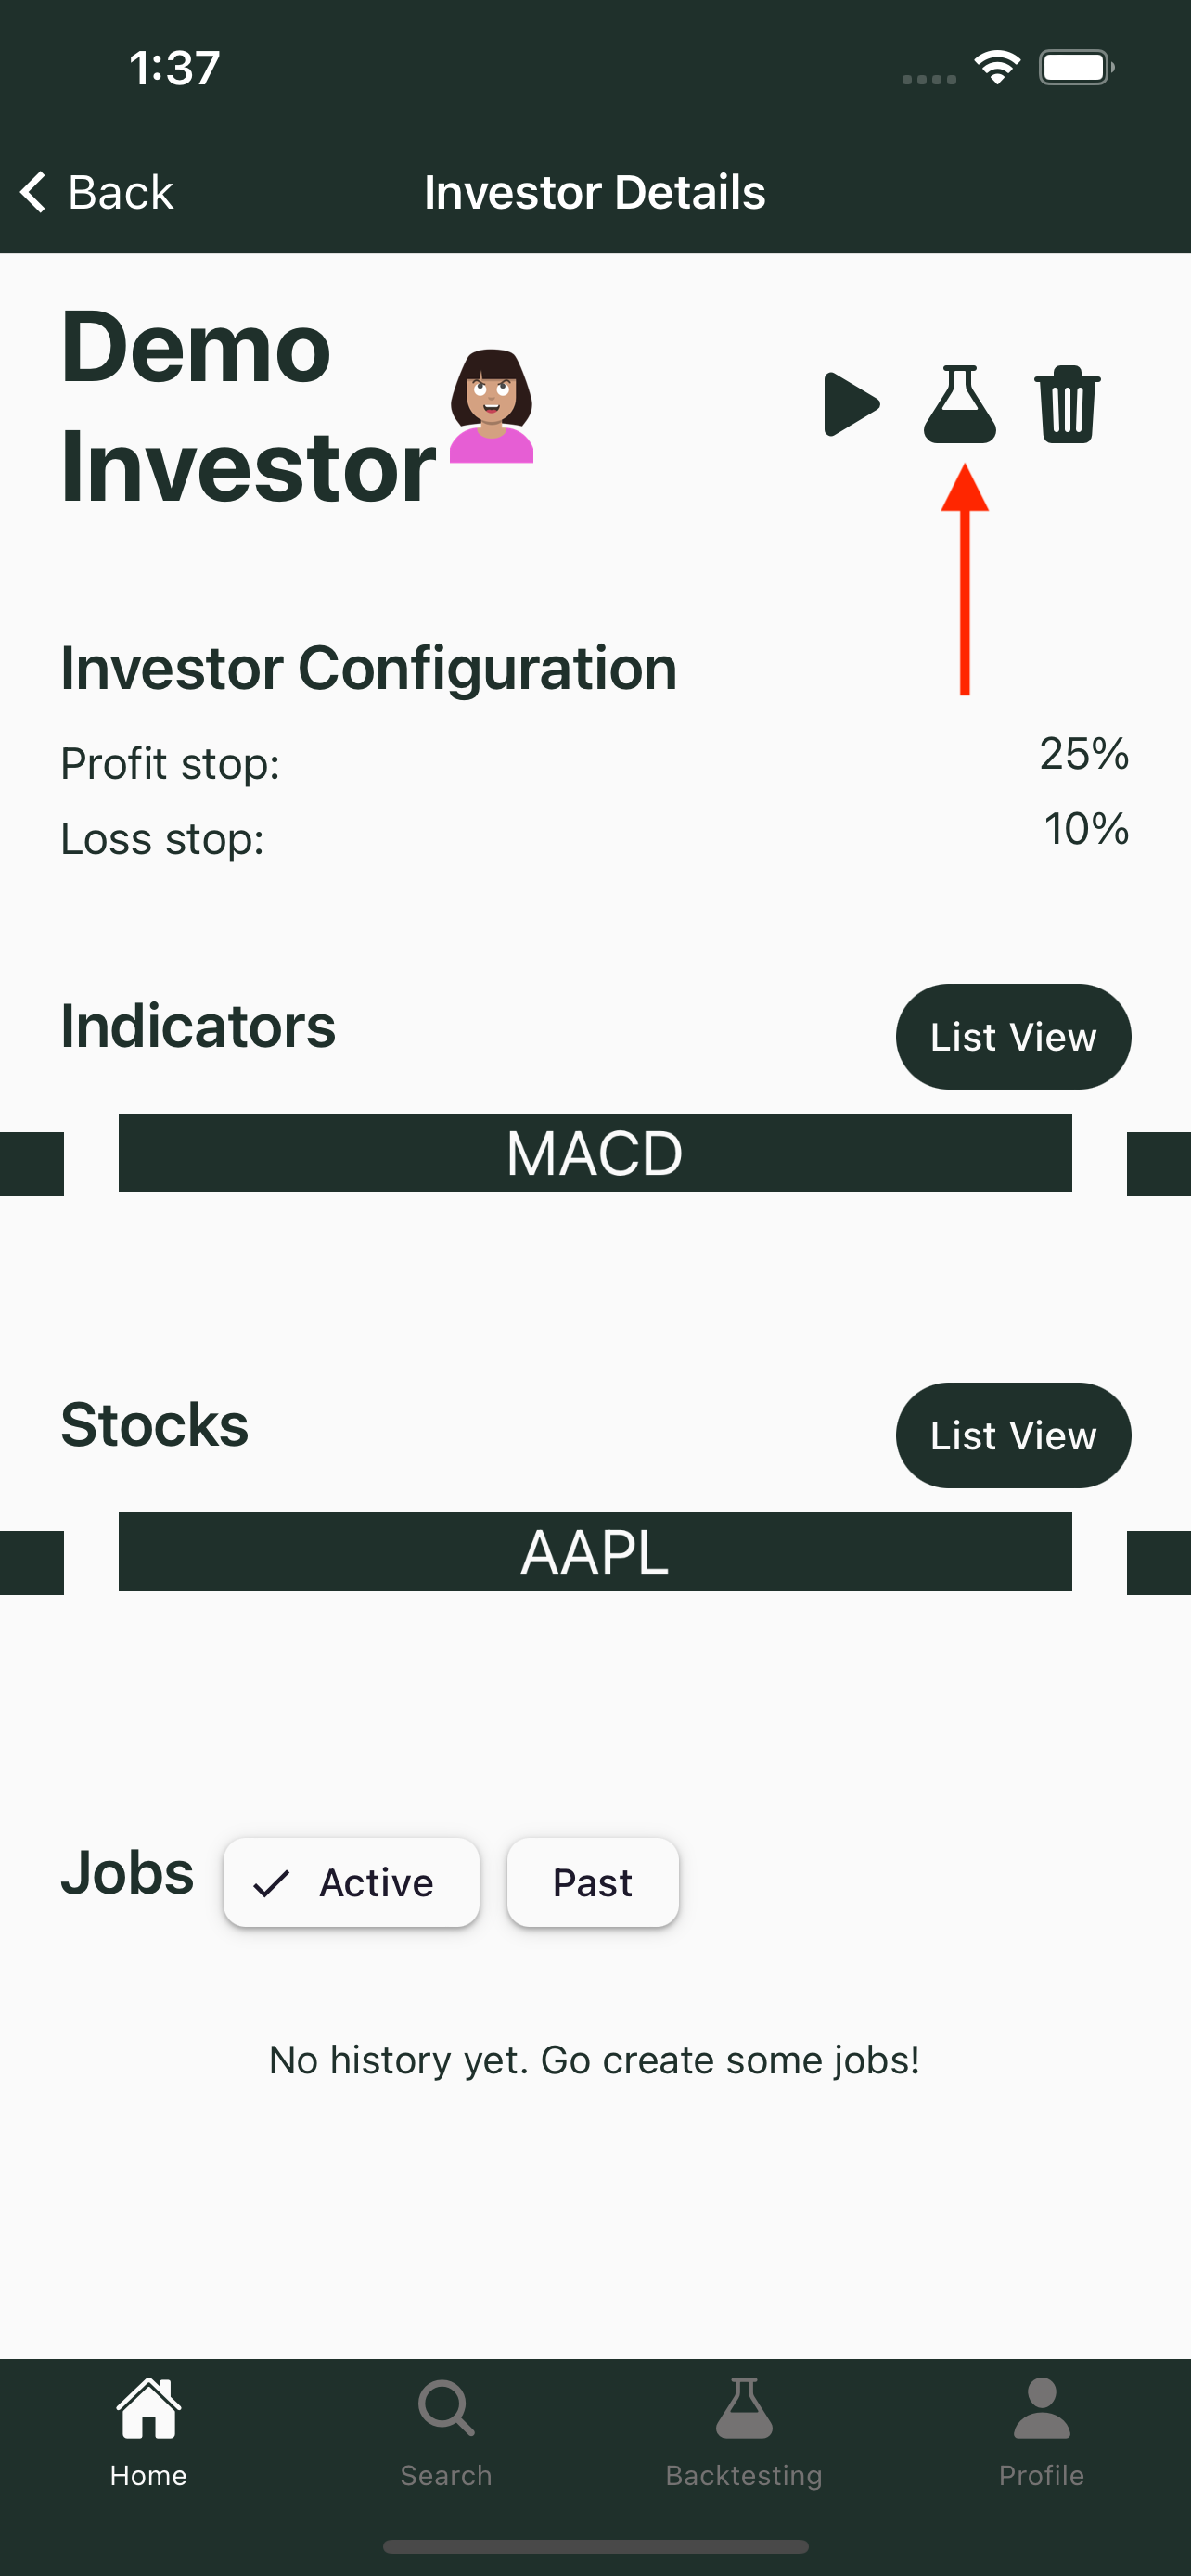 1:37
Back
Investor Details
Demo
Investor
Investor Configuration
Profit stop: 25%
Loss stop: 10%
Indicators
List View
MACD
Stocks
List View
AAPL
Jobs
Active
Past
No history yet. Go create some jobs!
Home
Search
Backtesting
Profile